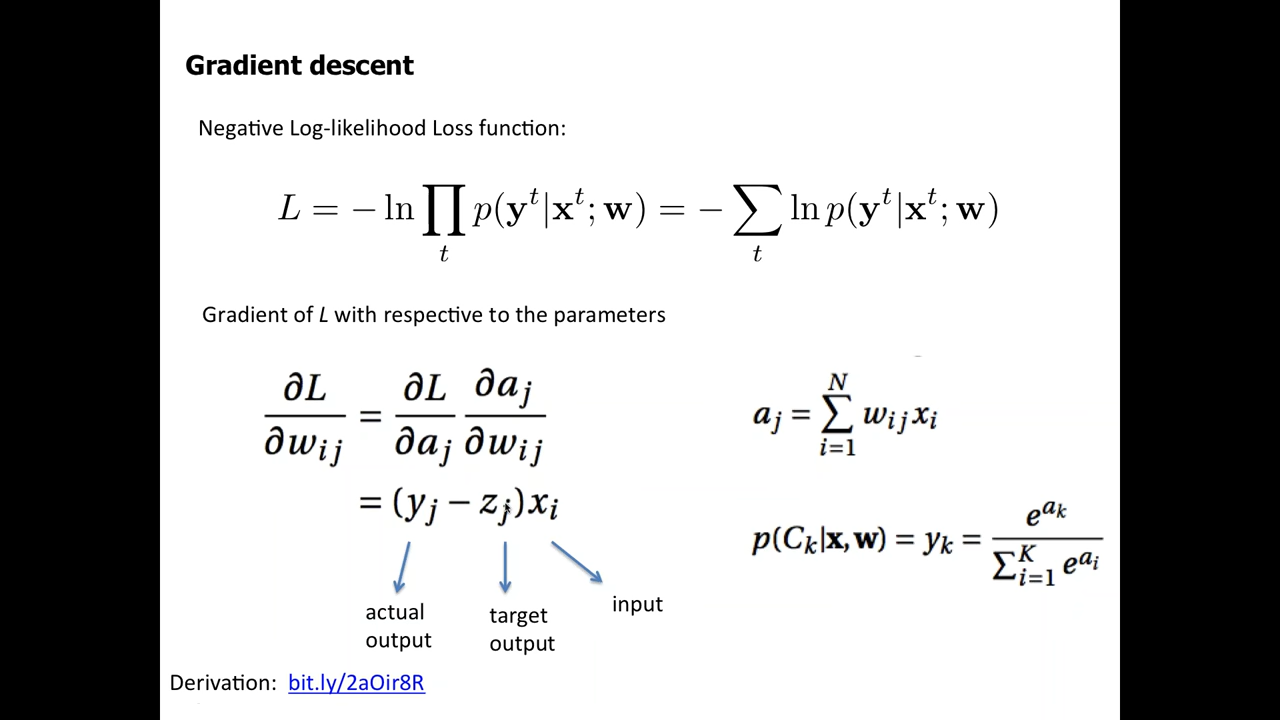 Gradient descent
Negative Log-likelihood Loss function:
L = − ln ∏_t p(y^t|x^t; w) = − ∑_t ln p(y^t|x^t; w)
Gradient of L with respective to the parameters
∂L/∂w_ij = ∂L/∂a_j ∂a_j/∂w_ij
= (y_j − z_j)x_i
actual output
target output
input
a_j = ∑_{i=1}^{N} w_ij x_i
p(C_k|x, w) = y_k = e^{a_k} / ∑_{i=1}^{K} e^{a_i}
Derivation: bit.ly/2aOir8R